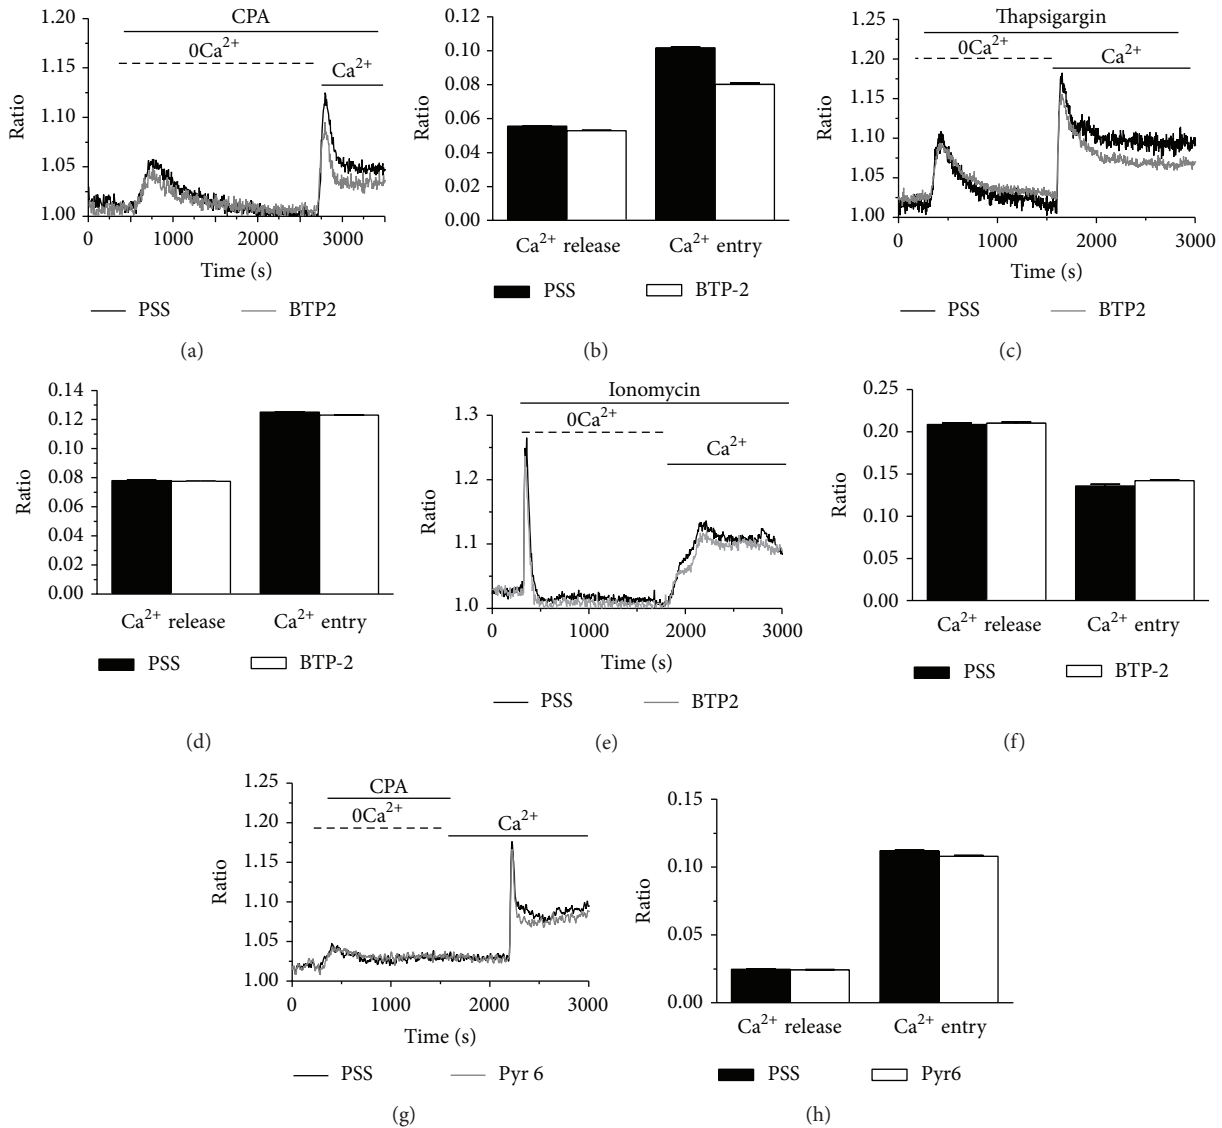 CPA
0Ca²⁺
Ca²⁺
1.20
1.15
1.10
1.05
1.00
Ratio
0
1000
2000
3000
Time (s)
PSS
BTP2
(a)
0.12
0.10
0.08
0.06
0.04
0.02
0.00
Ratio
Ca²⁺ release
Ca²⁺ entry
PSS
BTP-2
(b)
Thapsigargin
0Ca²⁺
Ca²⁺
1.25
1.20
1.15
1.10
1.05
1.00
Ratio
0
1000
2000
3000
Time (s)
PSS
BTP2
(c)
0.14
0.12
0.10
0.08
0.06
0.04
0.02
0.00
Ratio
Ca²⁺ release
Ca²⁺ entry
PSS
BTP-2
(d)
Ionomycin
0Ca²⁺
Ca²⁺
1.3
1.2
1.1
1.0
Ratio
0
1000
2000
3000
Time (s)
PSS
BTP2
(e)
0.25
0.20
0.15
0.10
0.05
0.00
Ratio
Ca²⁺ release
Ca²⁺ entry
PSS
BTP-2
(f)
CPA
0Ca²⁺
Ca²⁺
1.25
1.20
1.15
1.10
1.05
1.00
Ratio
0
1000
2000
3000
Time (s)
PSS
Pyr 6
(g)
0.15
0.10
0.05
0.00
Ratio
Ca²⁺ release
Ca²⁺ entry
PSS
Pyr6
(h)